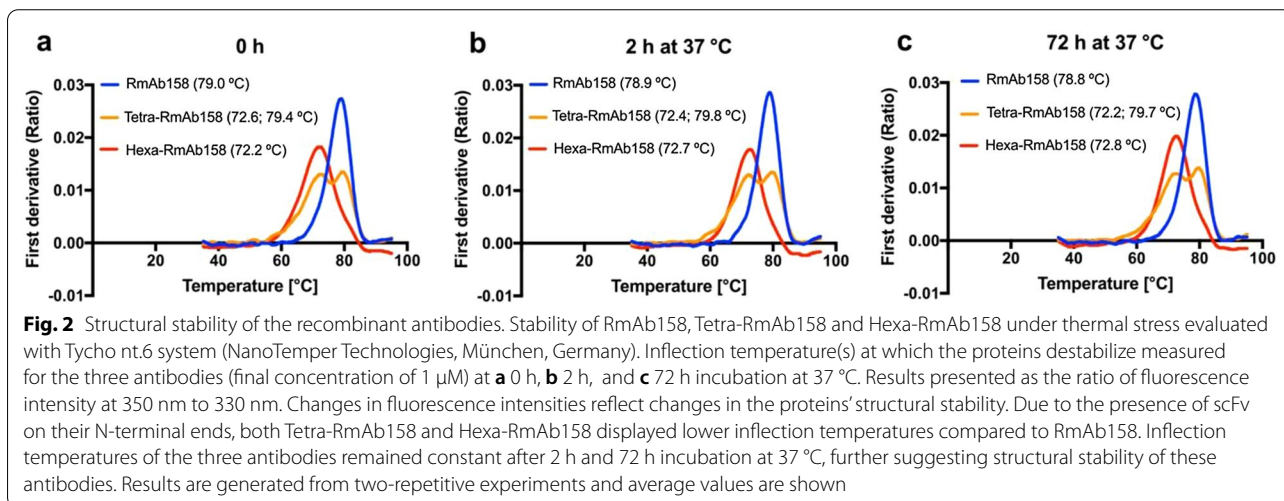 a 0 h
0.03
0.02
0.01
0.00
-0.01
First derivative (Ratio)
RmAb158 (79.0 ºC)
Tetra-RmAb158 (72.6; 79.4 ºC)
Hexa-RmAb158 (72.2 ºC)
20 40 60 80 100
Temperature [°C]
b 2 h at 37 °C
0.03
0.02
0.01
0.00
-0.01
First derivative (Ratio)
RmAb158 (78.9 ºC)
Tetra-RmAb158 (72.4; 79.8 ºC)
Hexa-RmAb158 (72.7 ºC)
20 40 60 80 100
Temperature [°C]
c 72 h at 37 °C
0.03
0.02
0.01
0.00
-0.01
First derivative (Ratio)
RmAb158 (78.8 ºC)
Tetra-RmAb158 (72.2; 79.7 ºC)
Hexa-RmAb158 (72.8 ºC)
20 40 60 80 100
Temperature [°C]
Fig. 2 Structural stability of the recombinant antibodies. Stability of RmAb158, Tetra-RmAb158 and Hexa-RmAb158 under thermal stress evaluated
with Tycho nt.6 system (NanoTemper Technologies, München, Germany). Inflection temperature(s) at which the proteins destabilize measured
for the three antibodies (final concentration of 1 μM) at a 0 h, b 2 h, and c 72 h incubation at 37 °C. Results presented as the ratio of fluorescence
intensity at 350 nm to 330 nm. Changes in fluorescence intensities reflect changes in the proteins' structural stability. Due to the presence of scFv
on their N-terminal ends, both Tetra-RmAb158 and Hexa-RmAb158 displayed lower inflection temperatures compared to RmAb158. Inflection
temperatures of the three antibodies remained constant after 2 h and 72 h incubation at 37 °C, further suggesting structural stability of these
antibodies. Results are generated from two-repetitive experiments and average values are shown